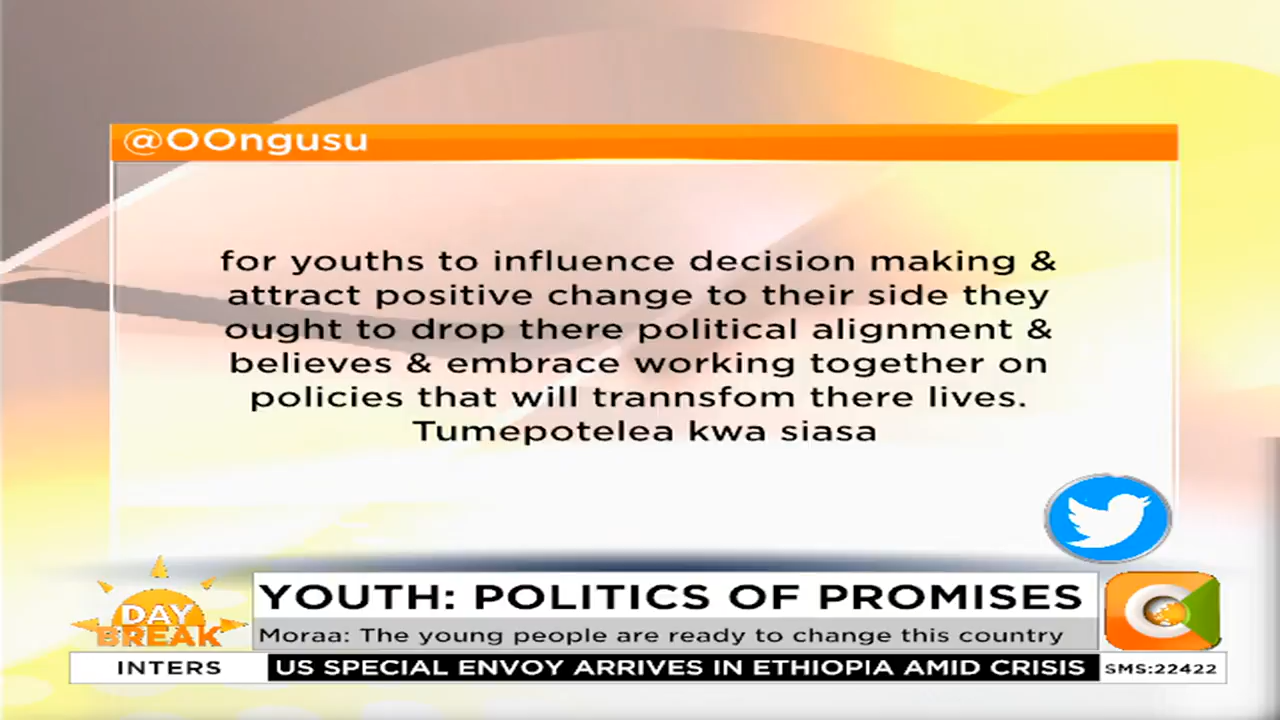 @OOngusu
for youths to influence decision making &
attract positive change to their side they
ought to drop there political alignment &
believes & embrace working together on
policies that will trannsfom there lives.
Tumepotelea kwa siasa
DAY
BREAK
YOUTH: POLITICS OF PROMISES
Moraa: The young people are ready to change this country
INTERS
US SPECIAL ENVOY ARRIVES IN ETHIOPIA AMID CRISIS
SMS:22422